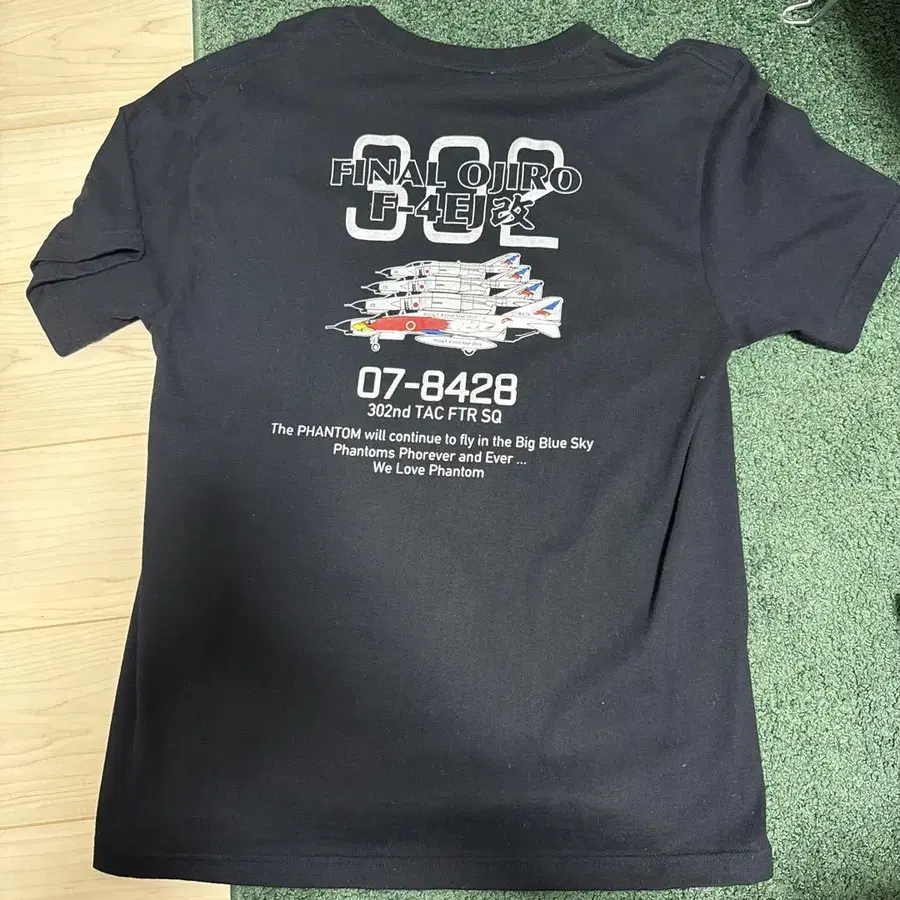 302
FINAL OJIRO
F-4EJ改
07-8428
302nd TAC FTR SQ
The PHANTOM will continue to fly in the Big Blue Sky
Phantoms Phorever and Ever ...
We Love Phantom